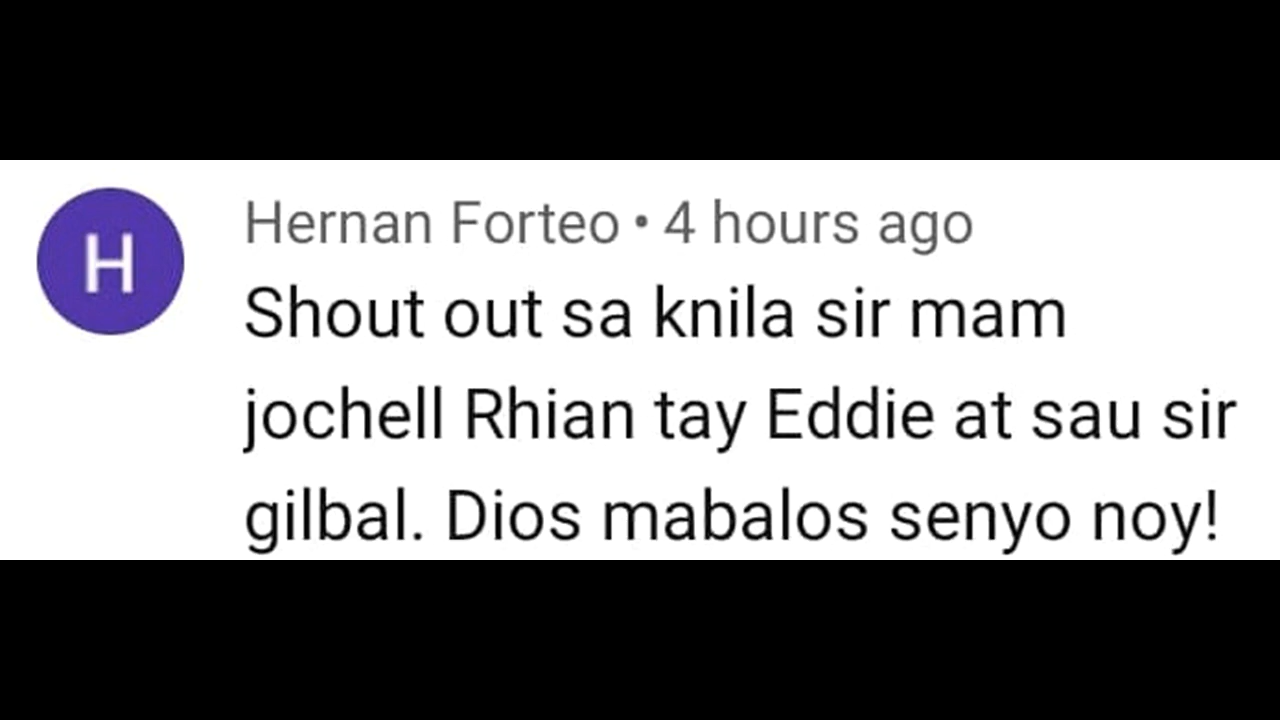 H
Hernan Forteo • 4 hours ago
Shout out sa knila sir mam
jochell Rhian tay Eddie at sau sir
gilbal. Dios mabalos senyo noy!